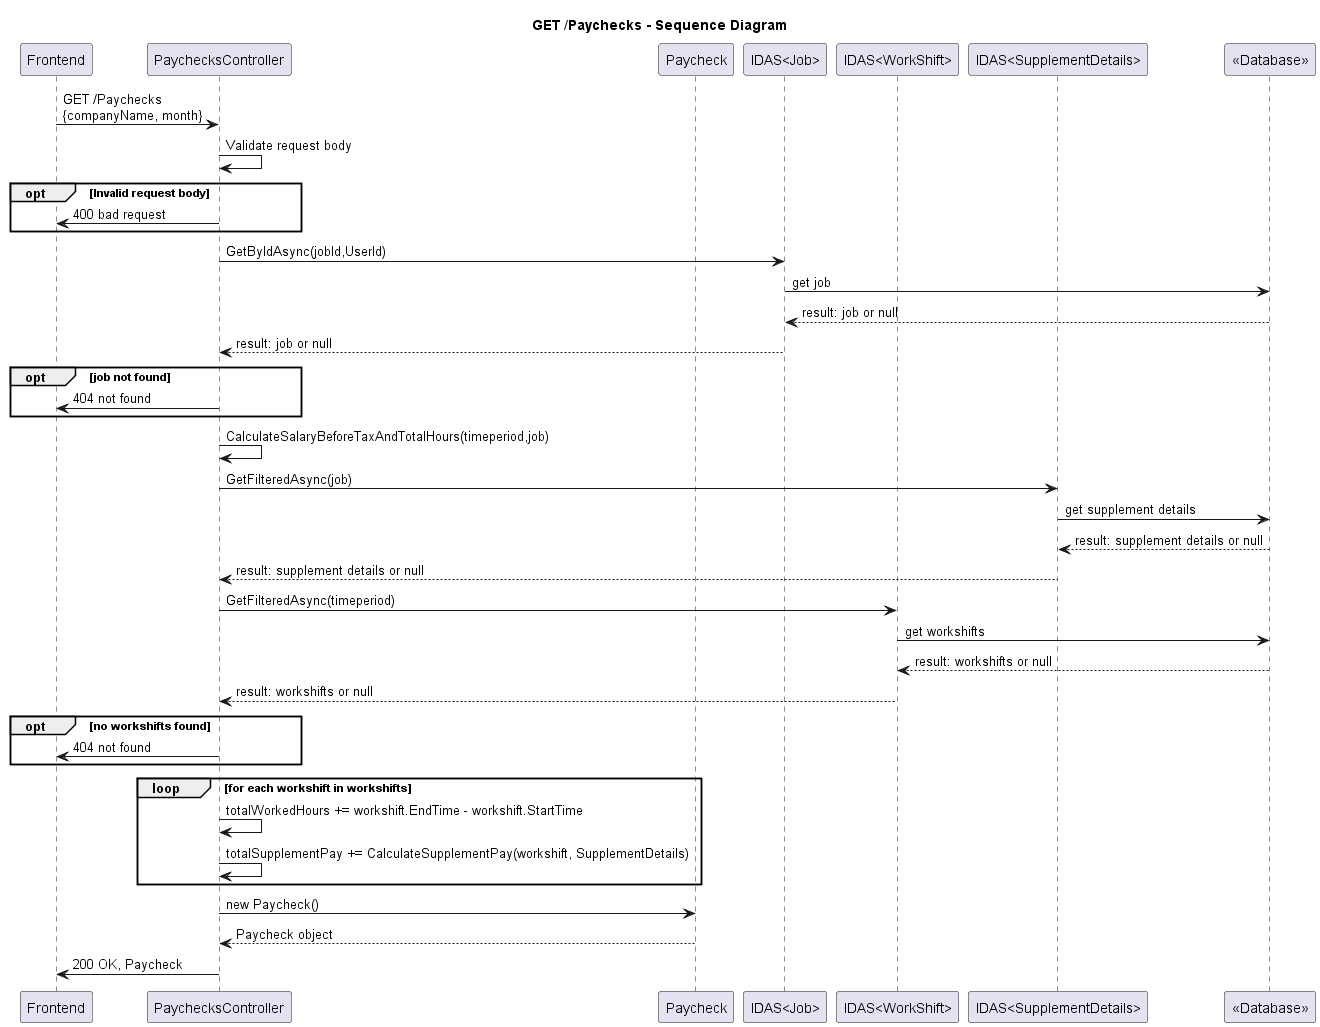 GET /Paychecks - Sequence Diagram
Frontend
PaychecksController
Paycheck
IDAS<Job>
IDAS<WorkShift>
IDAS<SupplementDetails>
«Database»
GET /Paychecks
{companyName, month}
Validate request body
opt
[Invalid request body]
400 bad request
GetByIdAsync(jobId,UserId)
get job
result: job or null
result: job or null
opt
[job not found]
404 not found
CalculateSalaryBeforeTaxAndTotalHours(timeperiod,job)
GetFilteredAsync(job)
get supplement details
result: supplement details or null
result: supplement details or null
GetFilteredAsync(timeperiod)
get workshifts
result: workshifts or null
result: workshifts or null
opt
[no workshifts found]
404 not found
loop
[for each workshift in workshifts]
totalWorkedHours += workshift.EndTime - workshift.StartTime
totalSupplementPay += CalculateSupplementPay(workshift, SupplementDetails)
new Paycheck()
Paycheck object
200 OK, Paycheck
Frontend
PaychecksController
Paycheck
IDAS<Job>
IDAS<WorkShift>
IDAS<SupplementDetails>
«Database»